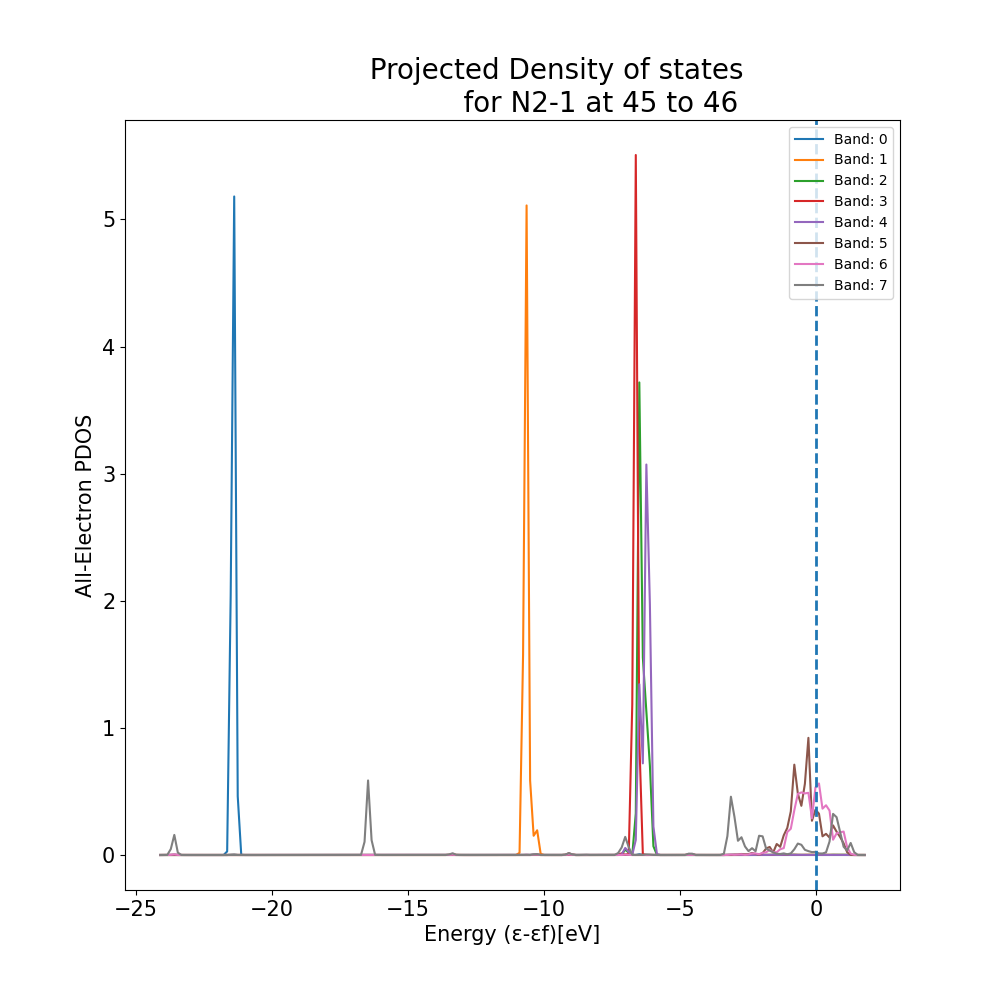 Projected Density of states
for N2-1 at 45 to 46
Band: 0
Band: 1
Band: 2
Band: 3
Band: 4
Band: 5
Band: 6
Band: 7
All-Electron PDOS
5
4
3
2
1
0
−25 −20 −15 −10 −5 0
Energy (ε-εf)[eV]